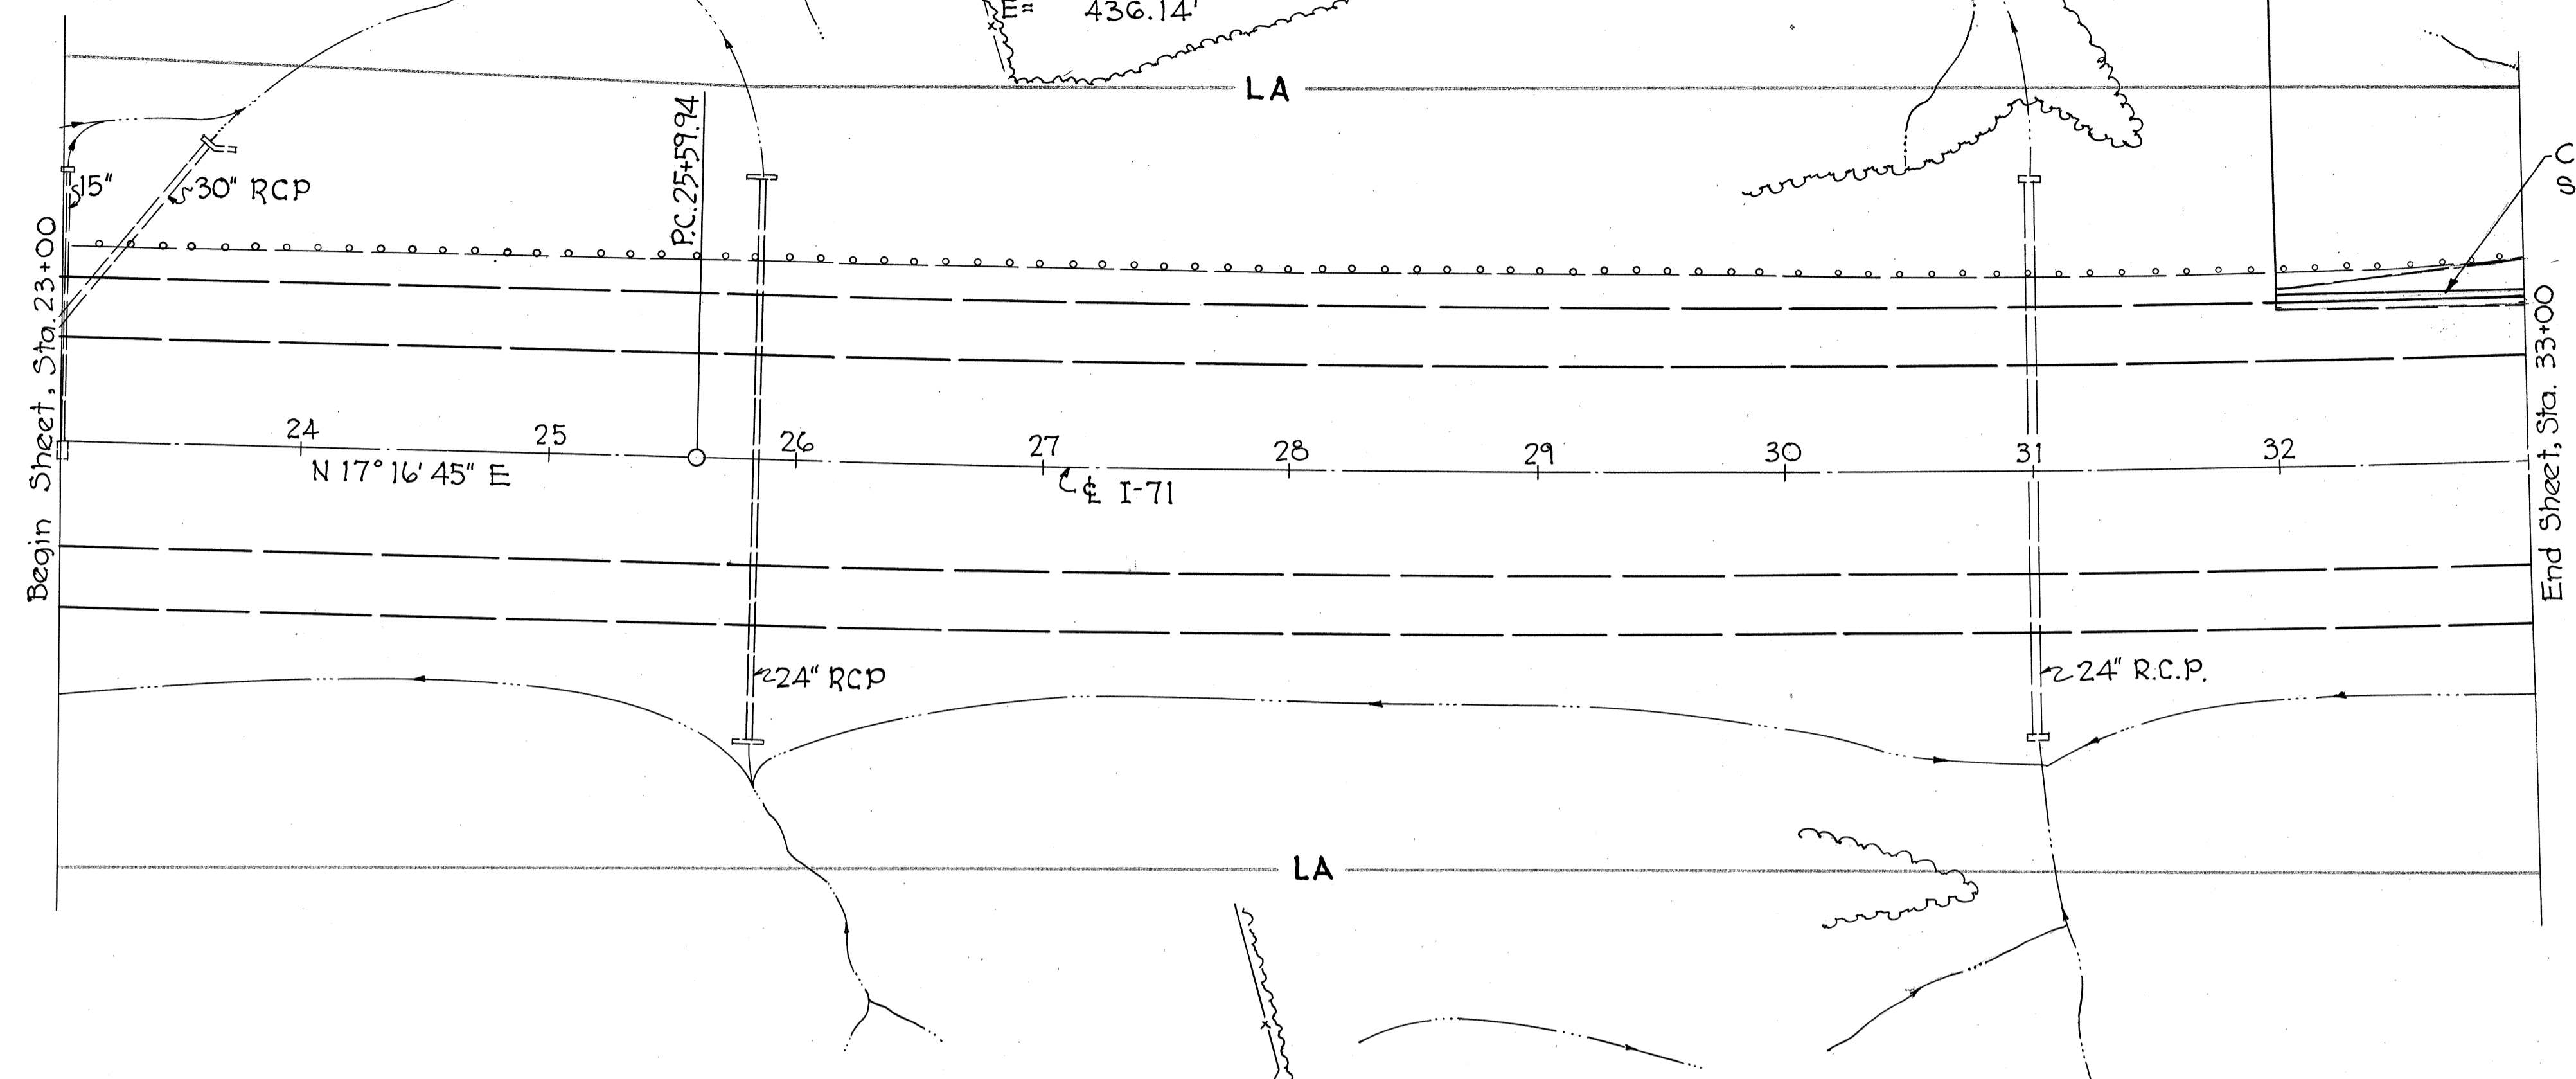 E= 436.14'
LA
C
S
P.C. 25+59.94
15"
30" RCP
Begin Sheet, Sta. 23+00
End Sheet, Sta. 33+00
24 25 26 27 28 29 30 31 32
N 17° 16' 45" E
℄ I-71
24" RCP
24" R.C.P.
LA